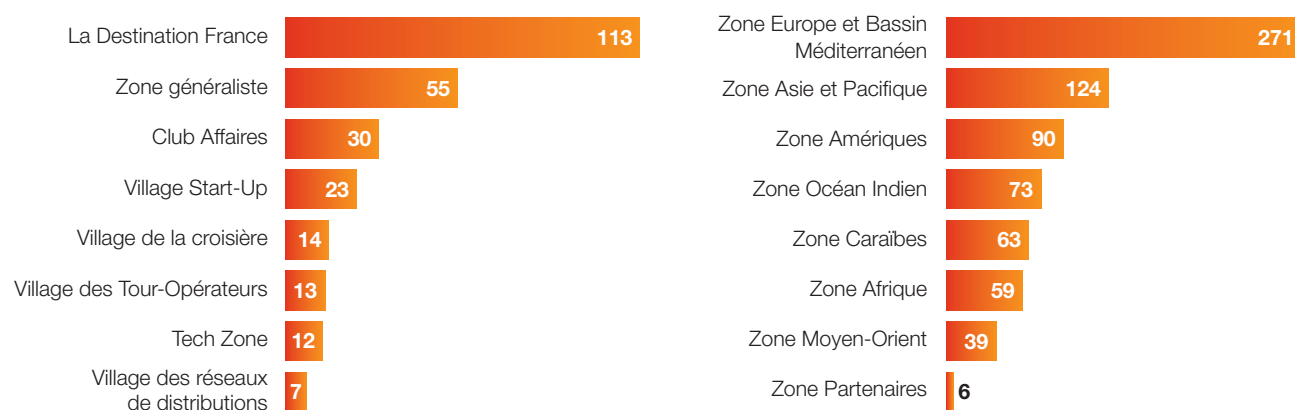 La Destination France 113
Zone généraliste 55
Club Affaires 30
Village Start-Up 23
Village de la croisière 14
Village des Tour-Opérateurs 13
Tech Zone 12
Village des réseaux
de distributions 7
Zone Europe et Bassin
Méditerranéen 271
Zone Asie et Pacifique 124
Zone Amériques 90
Zone Océan Indien 73
Zone Caraïbes 63
Zone Afrique 59
Zone Moyen-Orient 39
Zone Partenaires 6